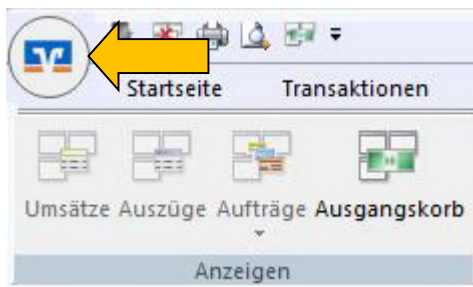 Startseite Transaktionen
Umsätze Auszüge Aufträge Ausgangskorb
Anzeigen